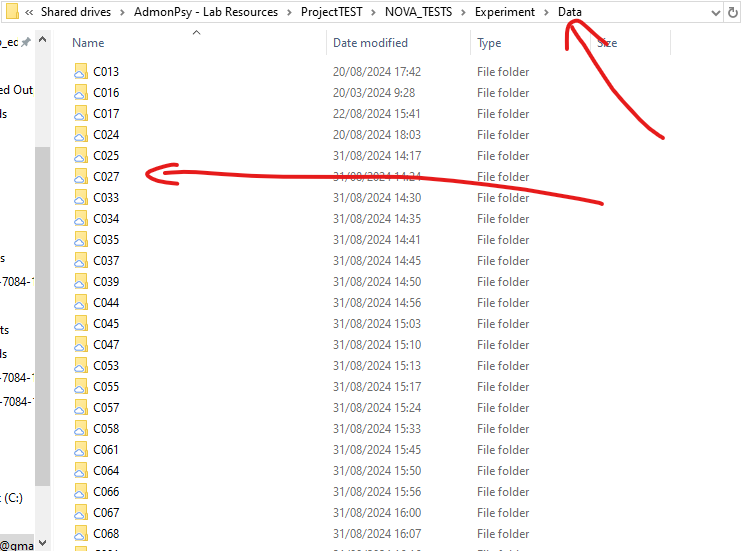 « Shared drives > AdmonPsy - Lab Resources > ProjectTEST > NOVA_TESTS > Experiment > Data
Name Date modified Type Size
ed Out
C013 20/08/2024 17:42 File folder
C016 20/03/2024 9:28 File folder
C017 22/08/2024 15:41 File folder
C024 20/08/2024 18:03 File folder
C025 31/08/2024 14:17 File folder
C027 31/08/2024 14:24 File folder
C033 31/08/2024 14:30 File folder
C034 31/08/2024 14:35 File folder
C035 31/08/2024 14:41 File folder
C037 31/08/2024 14:45 File folder
-7084-
C039 31/08/2024 14:50 File folder
C044 31/08/2024 14:56 File folder
C045 31/08/2024 15:03 File folder
C047 31/08/2024 15:10 File folder
C053 31/08/2024 15:13 File folder
-7084-
C055 31/08/2024 15:17 File folder
-7084-
C057 31/08/2024 15:24 File folder
C058 31/08/2024 15:33 File folder
C061 31/08/2024 15:45 File folder
C064 31/08/2024 15:50 File folder
C066 31/08/2024 15:56 File folder
(C:)
C067 31/08/2024 16:00 File folder
C068 31/08/2024 16:07 File folder
@gma